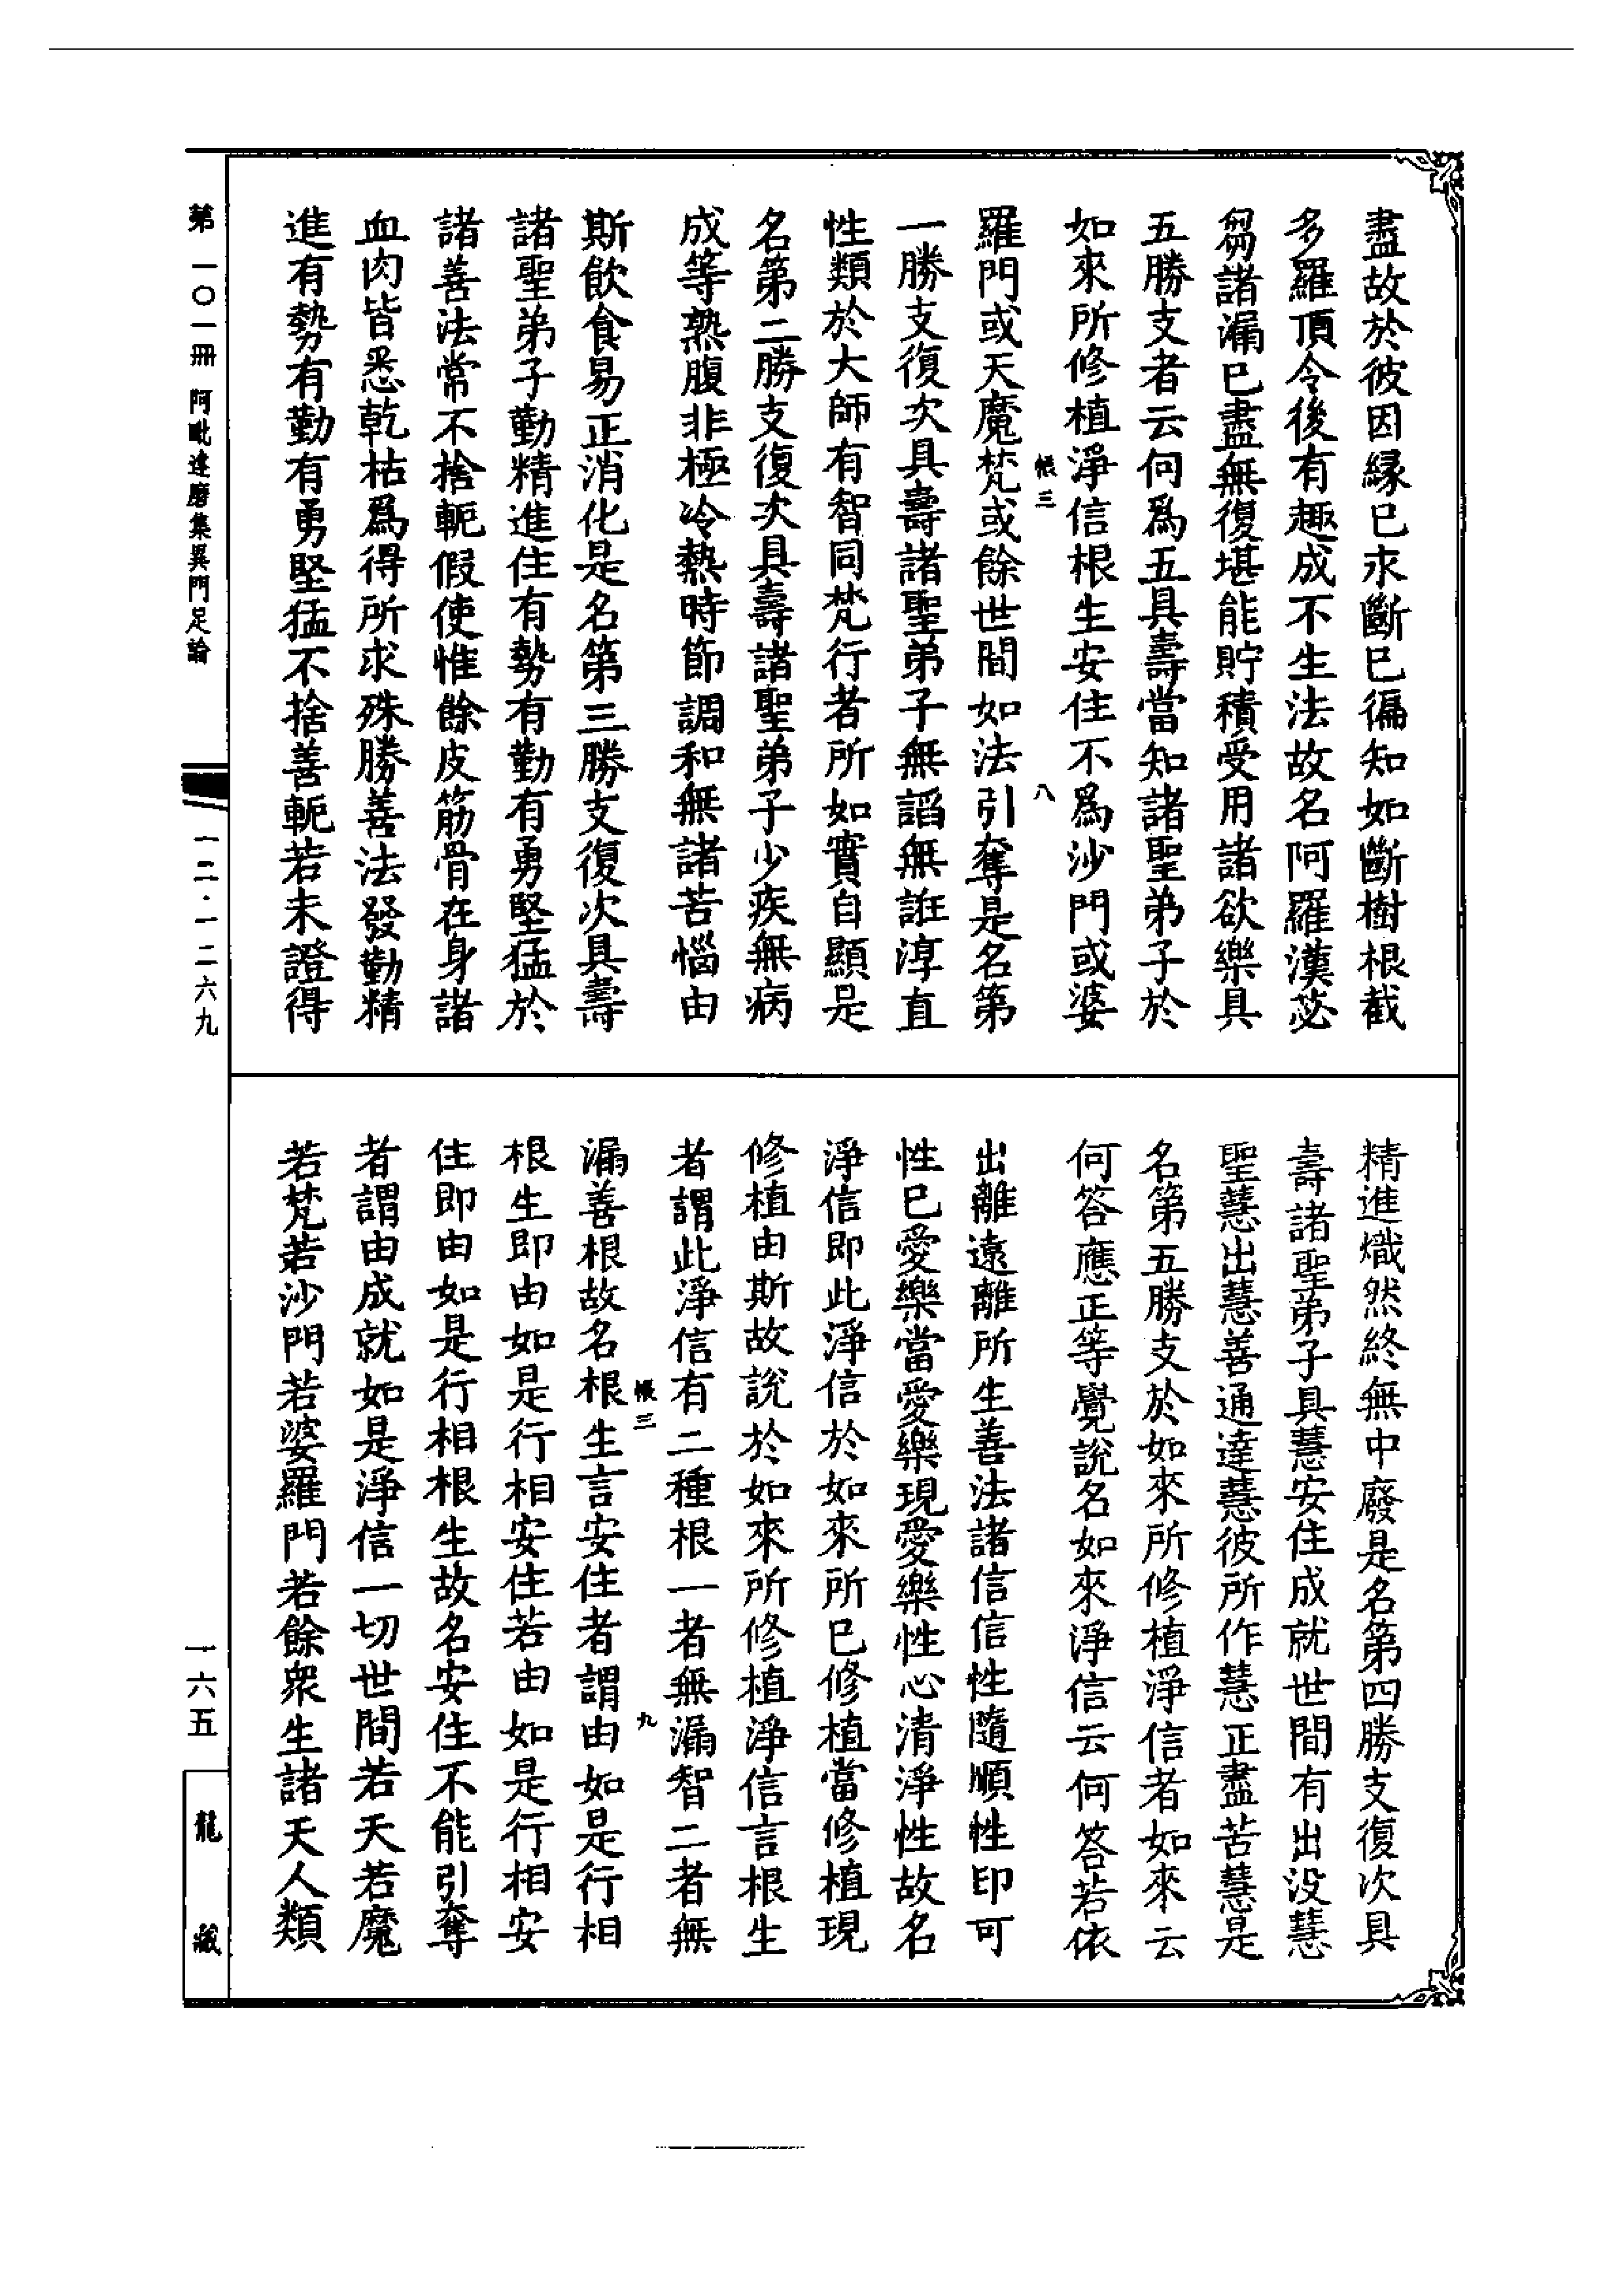 盡故於彼因縁已永斷已徧知如斷樹根截
多羅頂令後有趣成不生法故名阿羅漢苾
芻諸漏已盡無復堪能貯積受用諸欲樂具
五勝支者云何爲五具壽當知諸聖弟子於
如來所修植淨信根生安住不爲沙門或婆
帳三 八
羅門或天魔梵或餘世間如法引奪是名第
一勝支復次具壽諸聖弟子無諂無誑淳直
性類於大師有智同梵行者所如實自顯是
名第二勝支復次具壽諸聖弟子少疾無病
成等熟腹非極冷熱時節調和無諸苦惱由
斯飲食易正消化是名第三勝支復次具壽
諸聖弟子勤精進住有勢有勤有勇堅猛於
諸善法常不捨軛假使惟餘皮筋骨在身諸
血肉皆悉乾枯爲得所求殊勝善法發勤精
進有勢有勤有勇堅猛不捨善軛若未證得
精進熾然終無中廢是名第四勝支復次具
壽諸聖弟子具慧安住成就世間有出没慧
聖慧出慧善通達慧彼所作慧正盡苦慧是
名第五勝支於如來所修植淨信者如來云
何答應正等覺說名如來淨信云何答若依
出離遠離所生善法諸信信性隨順性印可
性已愛樂當愛樂現愛樂性心清淨性故名
淨信即此淨信於如來所已修植當修植現
修植由斯故說於如來所修植淨信言根生
者謂此淨信有二種根一者無漏智二者無
帳三 九
漏善根故名根生言安住者謂由如是行相
根生即由如是行相安住若由如是行相安
住即由如是行相根生故名安住不能引奪
者謂由成就如是淨信一切世間若天若魔
若梵若沙門若婆羅門若餘衆生諸天人類
第一〇一冊 阿毗達磨集異門足論
一二·一二六九
一六五
龍藏